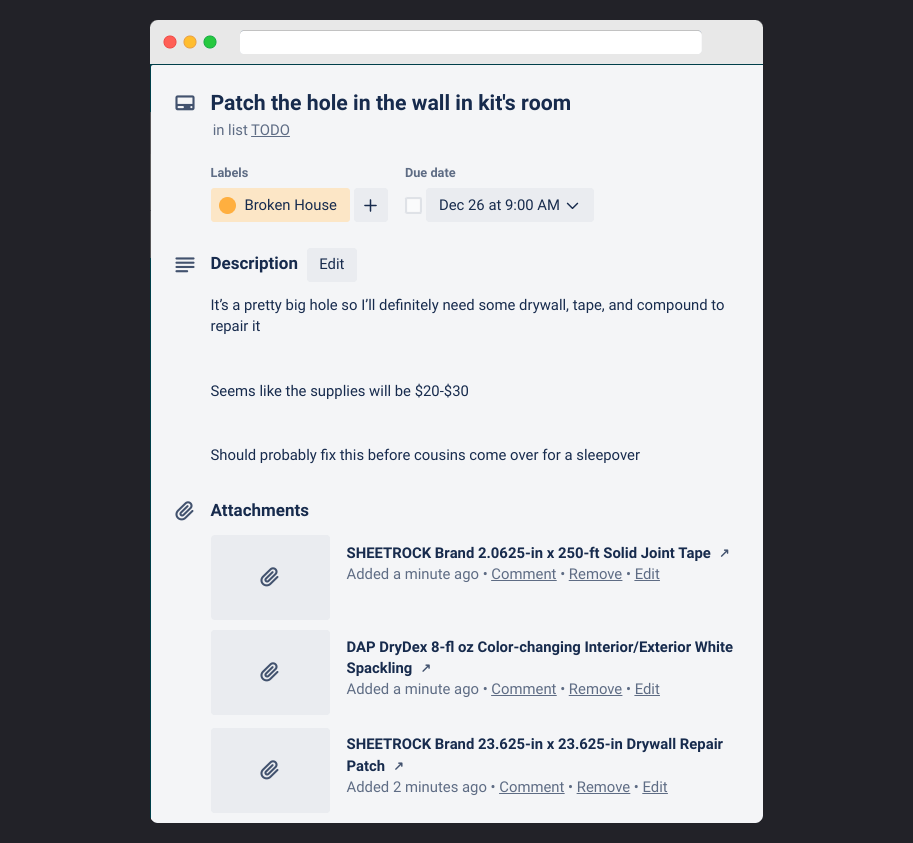 Patch the hole in the wall in kit's room
in list TODO
Labels
Due date
Broken House
+
Dec 26 at 9:00 AM
Description
Edit
It's a pretty big hole so I'll definitely need some drywall, tape, and compound to
repair it
Seems like the supplies will be $20-$30
Should probably fix this before cousins come over for a sleepover
Attachments
SHEETROCK Brand 2.0625-in x 250-ft Solid Joint Tape ↗
Added a minute ago • Comment • Remove • Edit
DAP DryDex 8-fl oz Color-changing Interior/Exterior White
Spackling ↗
Added a minute ago • Comment • Remove • Edit
SHEETROCK Brand 23.625-in x 23.625-in Drywall Repair
Patch ↗
Added 2 minutes ago • Comment • Remove • Edit